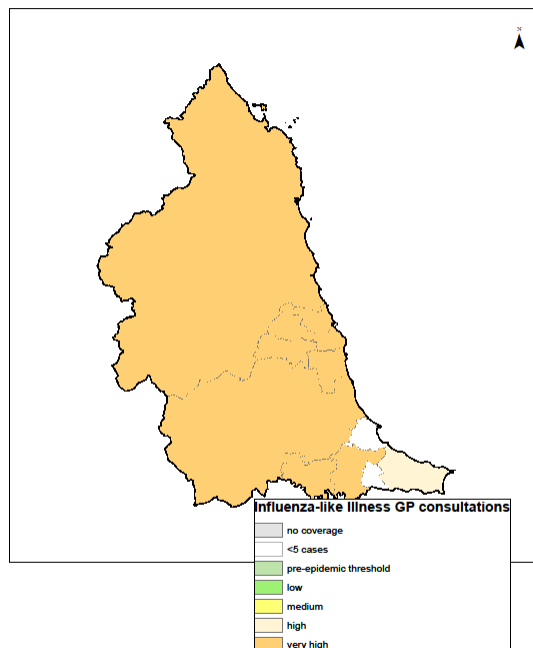 N
Influenza-like Illness GP consultations
no coverage
<5 cases
pre-epidemic threshold
low
medium
high
very high